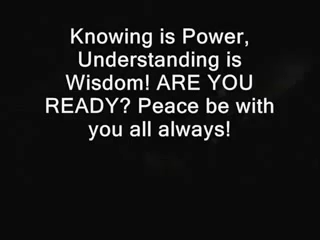 Knowing is Power,
Understanding is
Wisdom! ARE YOU
READY? Peace be with
you all always!